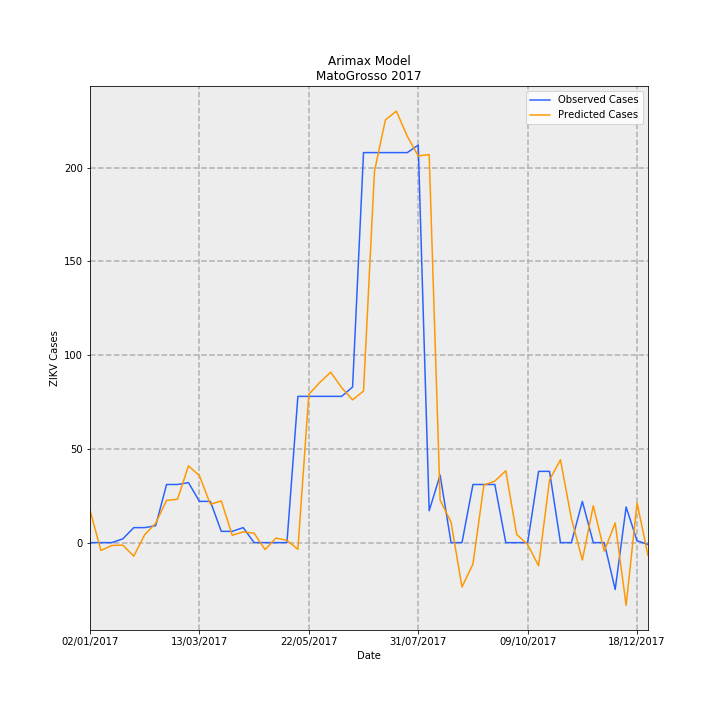 Arimax Model
MatoGrosso 2017
Observed Cases
Predicted Cases
200
150
100
50
0
ZIKV Cases
02/01/2017 13/03/2017 22/05/2017 31/07/2017 09/10/2017 18/12/2017
Date